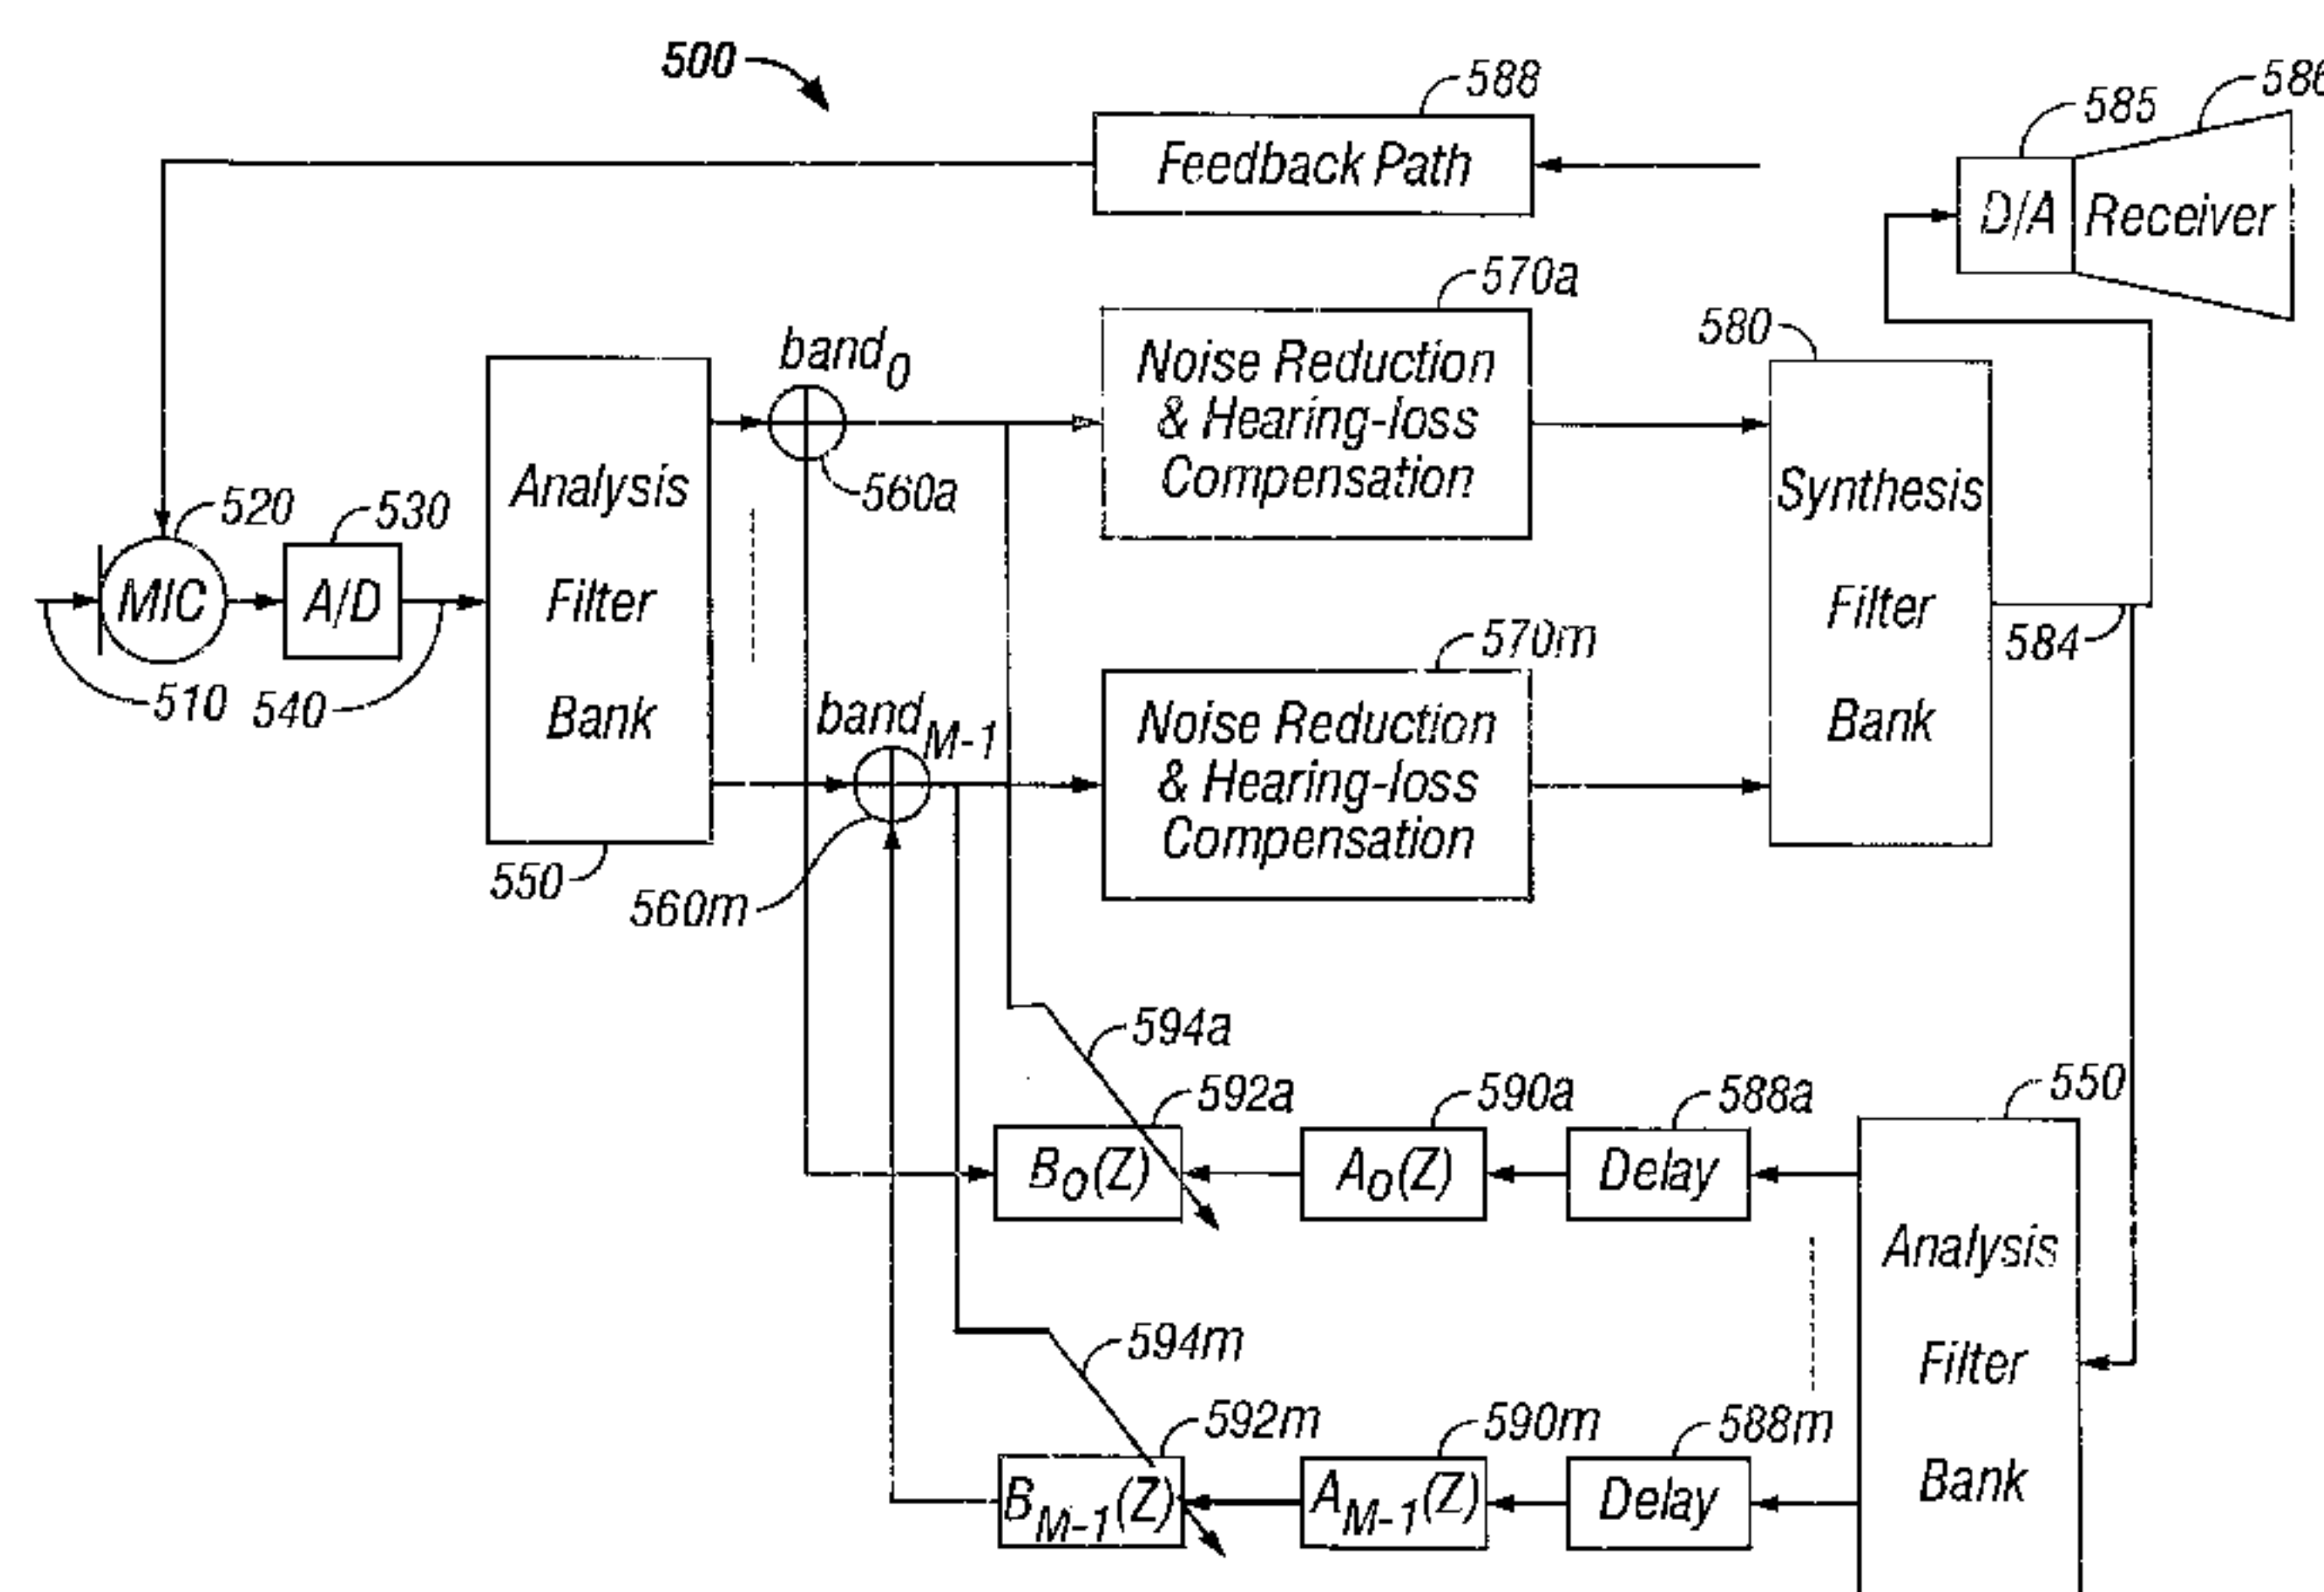 500
588
Feedback Path
585
586
D/A
Receiver
570a
580
band0
Noise Reduction
& Hearing-loss
Compensation
560a
Analysis
Filter
Bank
520
530
MIC
A/D
510
540
550
Synthesis
Filter
Bank
584
570m
bandM-1
Noise Reduction
& Hearing-loss
Compensation
560m
594a
592a
590a
588a
550
B0(Z)
A0(Z)
Delay
Analysis
Filter
Bank
594m
592m
590m
588m
BM-1(Z)
AM-1(Z)
Delay